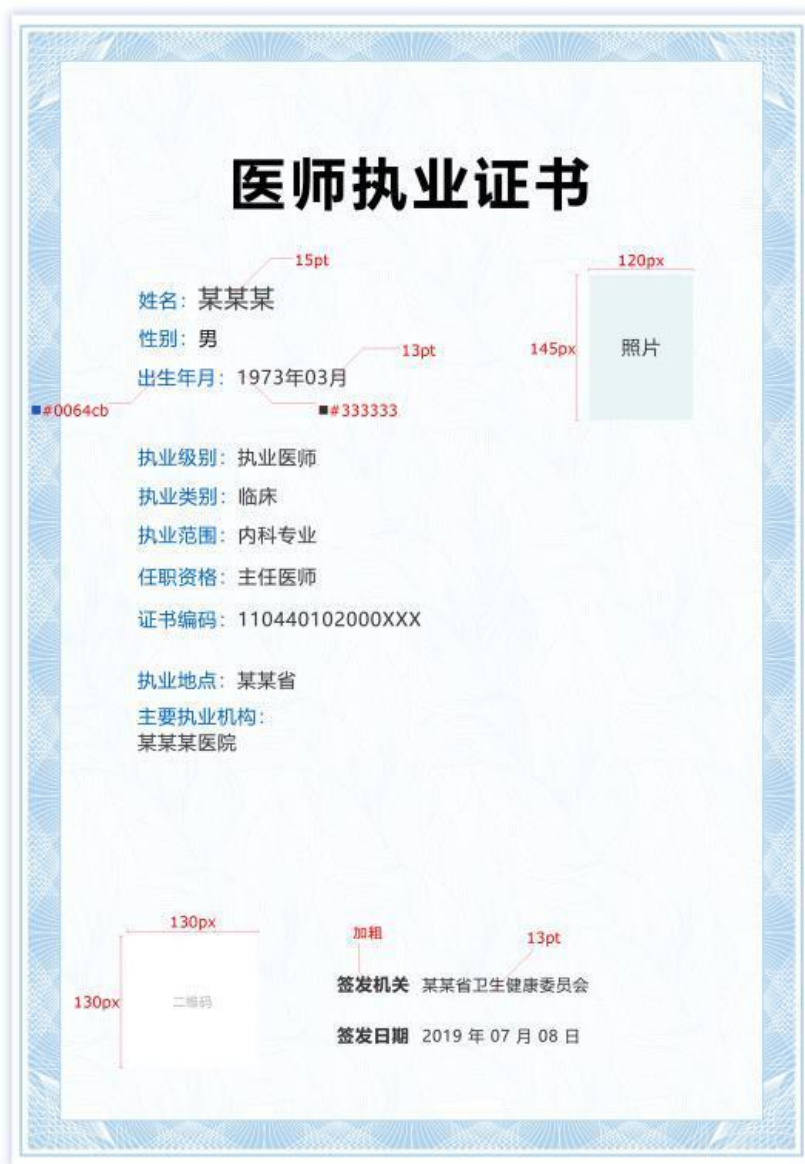 医师执业证书
15pt
120px
姓名：某某某
性别：男
13pt
145px
照片
出生年月：1973年03月
#0064cb
#333333
执业级别：执业医师
执业类别：临床
执业范围：内科专业
任职资格：主任医师
证书编码：110440102000XXX
执业地点：某某省
主要执业机构：
某某某医院
130px
加粗
13pt
130px
二维码
签发机关 某某省卫生健康委员会
签发日期 2019 年 07 月 08 日